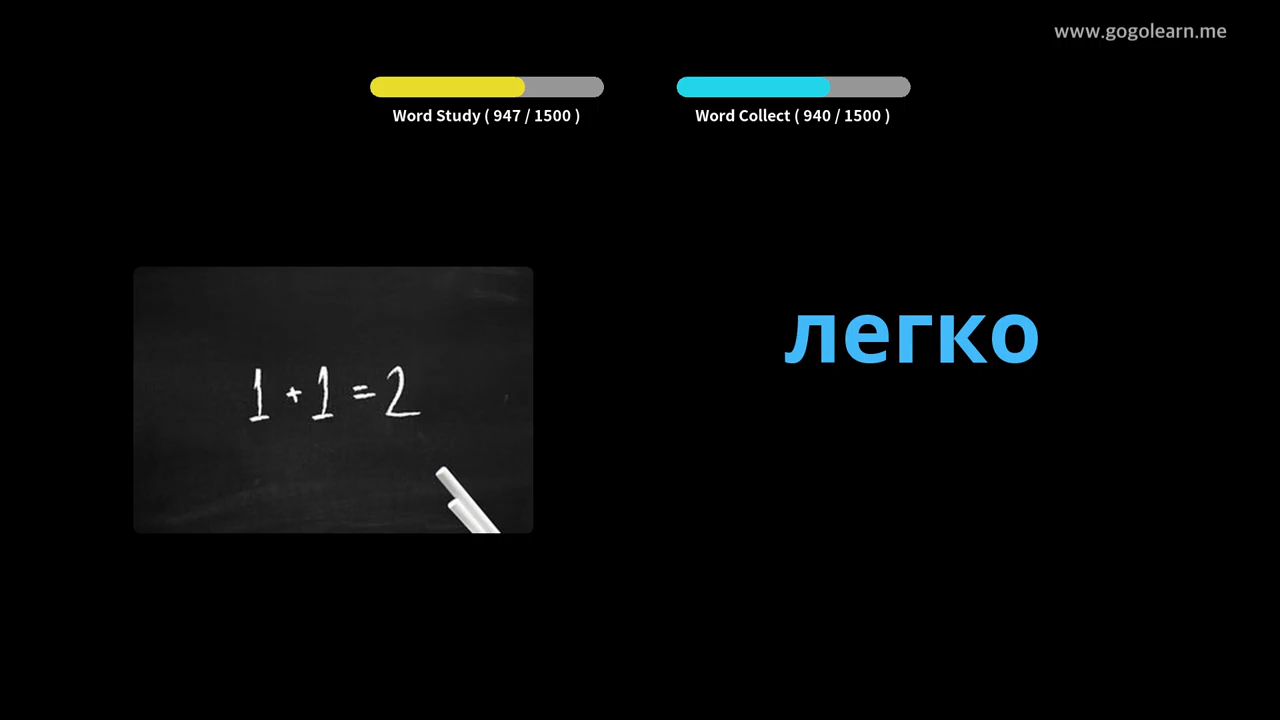 www.gogolearn.me
Word Study ( 947 / 1500 )
Word Collect ( 940 / 1500 )
легко
1 + 1 = 2